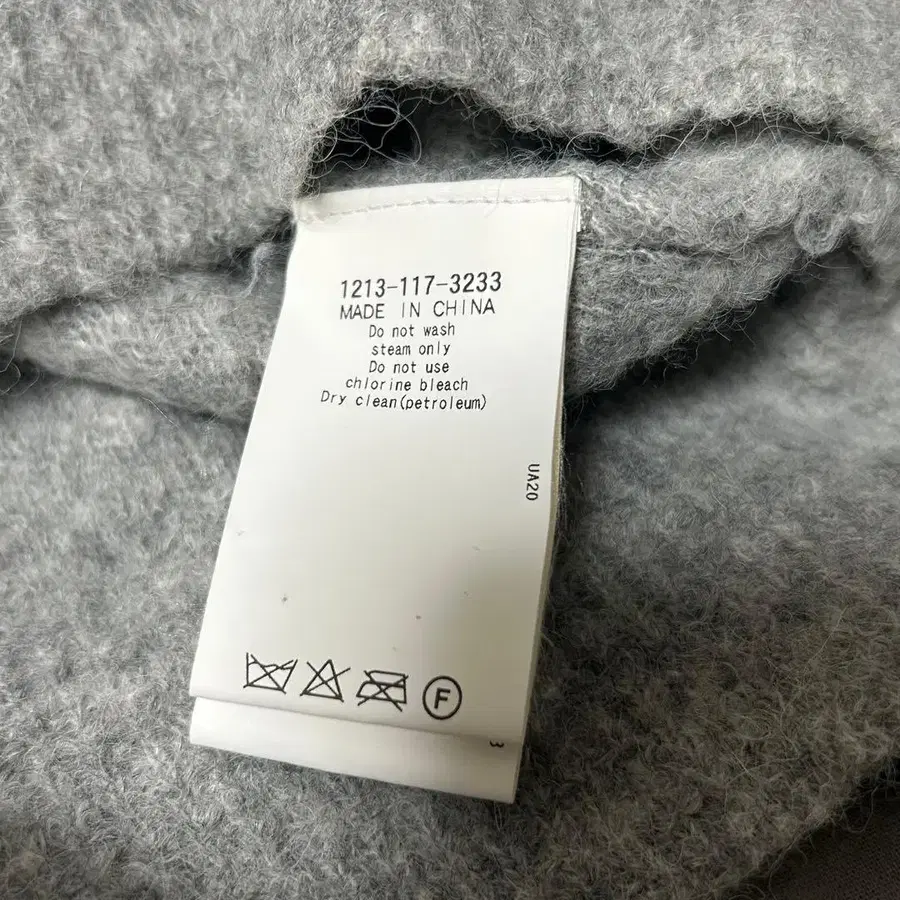 1213-117-3233
MADE IN CHINA
Do not wash
steam only
Do not use
chlorine bleach
Dry clean(petroleum)
UA20
F
3